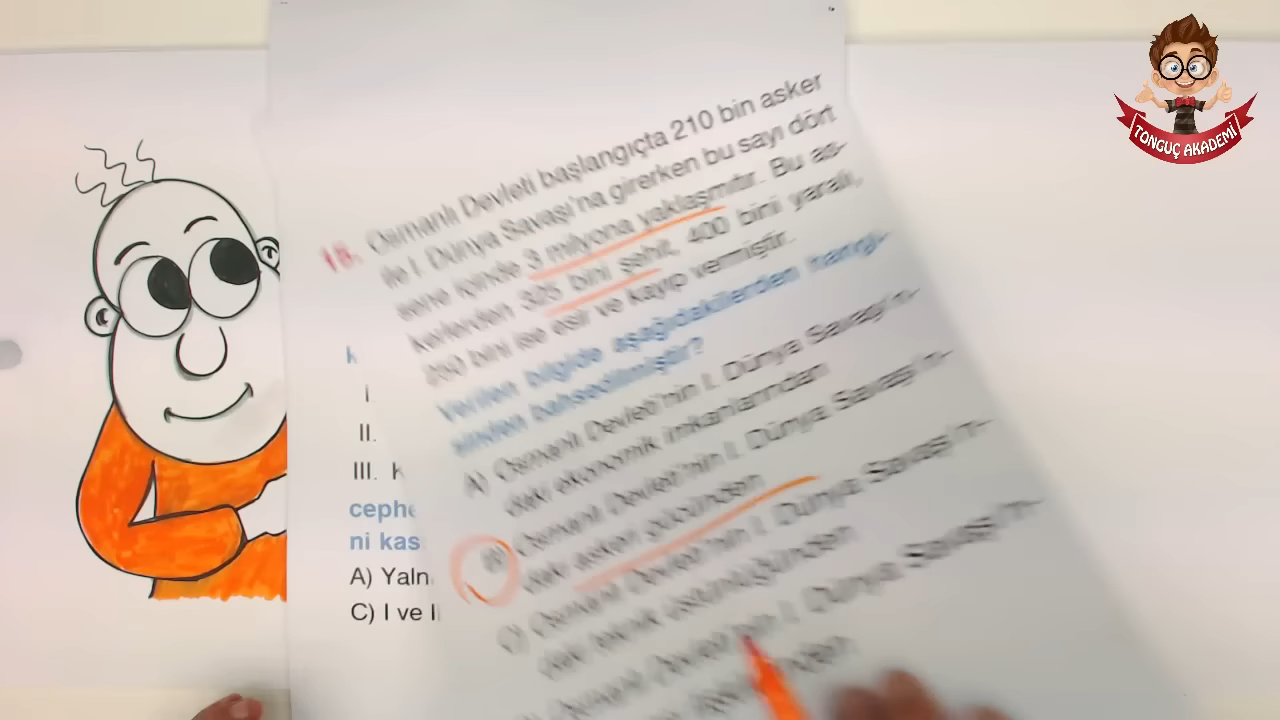 TONGUÇ AKADEMİ
18. Osmanlı Devleti başlangıçta 210 bin asker
ile I. Dünya Savaşı'na girerken bu sayı dört
sene içinde 3 milyona yaklaşmıştır. Bu as-
kerlerden 325 bini şehit, 400 bini yaralı,
250 bini ise esir ve kayıp vermiştir.
Verilen bilgide aşağıdakilerden hangi-
sinden bahsedilmiştir?
A) Osmanlı Devleti'nin I. Dünya Savaşı'n-
daki ekonomik imkanlarından
B) Osmanlı Devleti'nin I. Dünya Savaşı'n-
daki askeri gücünden
C) Osmanlı Devleti'nin I. Dünya Savaşı'n-
daki teknik üstünlüğünden
Osmanlı Devleti'nin I. Dünya Savaşı'n-
I
II.
III. K
cephe
ni kas
A) Yaln
C) I ve II